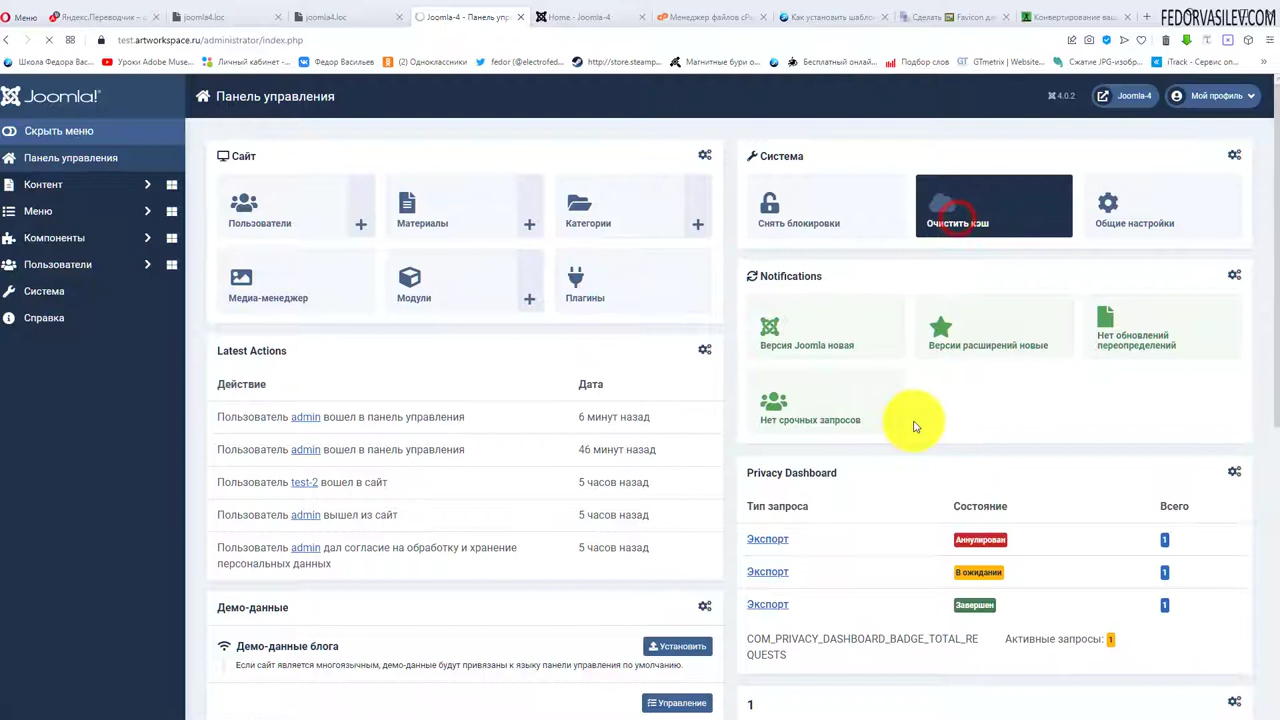 Меню
Яндекс.Переводчик –
joomla4.loc
joomla4.loc
Joomla-4 - Панель упр
Home - Joomla-4
Менеджер файлов cPa
Как установить шабло
Сделать
Favicon д
Конвертирование ваш
FEDORVASILEV.COM
test.artworkspace.ru/administrator/index.php
Школа Федора Вас...
Уроки Adobe Muse...
Личный кабинет -...
Федор Васильев
(2) Одноклассники
fedor (@electrofed...
http://store.steamp...
Магнитные бури о...
Бесплатный онлай...
Подбор слов
GTmetrix | Website...
Сжатие JPG-изобр...
iTrack - Сервис оп...
Joomla!
Панель управления
4.0.2
Joomla-4
Мой профиль
Скрыть меню
Панель управления
Контент
Меню
Компоненты
Пользователи
Система
Справка
Сайт
Пользователи
Материалы
Категории
Медиа-менеджер
Модули
Плагины
Система
Снять блокировки
Очистить кэш
Общие настройки
Notifications
Версия Joomla новая
Версии расширений новые
Нет обновлений
переопределений
Нет срочных запросов
Latest Actions
Действие
Дата
Пользователь admin вошел в панель управления
6 минут назад
Пользователь admin вошел в панель управления
46 минут назад
Пользователь test-2 вошел в сайт
5 часов назад
Пользователь admin вышел из сайт
5 часов назад
Пользователь admin дал согласие на обработку и хранение
персональных данных
5 часов назад
Privacy Dashboard
Тип запроса
Состояние
Всего
Экспорт
Аннулирован
1
Экспорт
В ожидании
1
Экспорт
Завершен
1
COM_PRIVACY_DASHBOARD_BADGE_TOTAL_RE
QUESTS
Активные запросы: 1
Демо-данные
Демо-данные блога
Установить
Если сайт является многоязычным, демо-данные будут привязаны к языку панели управления по умолчанию.
Управление
1